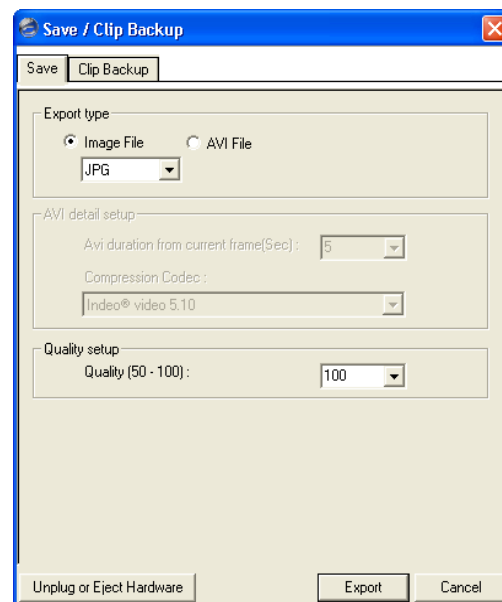 Save / Clip Backup
Save Clip Backup
Export type
Image File AVI File
JPG
AVI detail setup
Avi duration from current frame(Sec) : 5
Compression Codec :
Indeo® video 5.10
Quality setup
Quality (50 - 100) : 100
Unplug or Eject Hardware Export Cancel